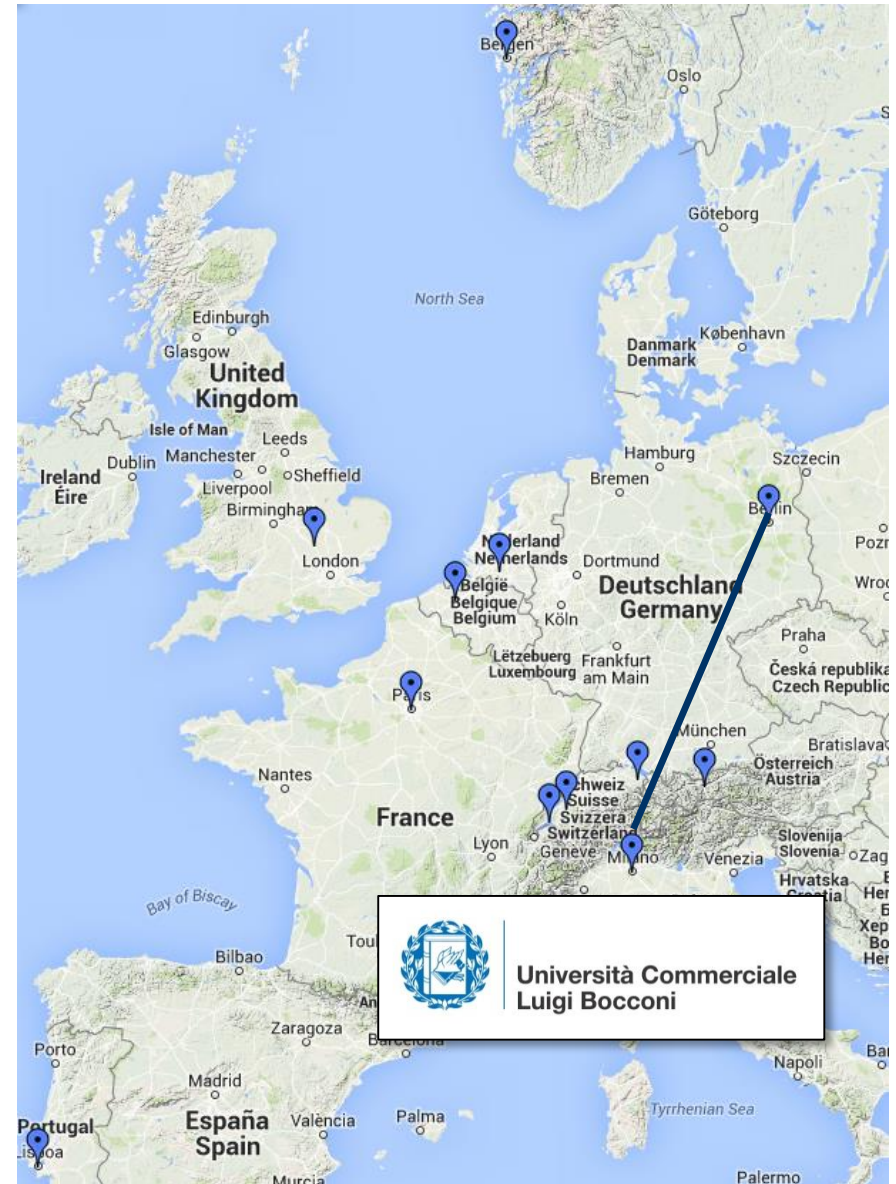 Bergen
Oslo
Göteborg
North Sea
Edinburgh
Glasgow
United
Kingdom
København
Danmark
Denmark
Isle of Man
Leeds
Manchester
Dublin
Ireland
Éire
Liverpool
Sheffield
Birmingham
London
Hamburg
Szczecin
Bremen
Berlin
Nederland
Netherlands
Dortmund
België
Belgique
Belgium
Köln
Deutschland
Germany
Praha
Česká republika
Czech Republic
Lëtzebuerg
Luxembourg
Frankfurt
am Main
Paris
München
Bratislava
Österreich
Austria
Nantes
Schweiz
Suisse
Svizzera
Switzerland
France
Lyon
Geneve
Milano
Venezia
Slovenija
Slovenia
Zag
Hrvatska
Croatia
Bay of Biscay
Bilbao
Università Commerciale
Luigi Bocconi
Zaragoza
Barcelona
Porto
Madrid
Napoli
Portugal
Lisboa
España
Spain
València
Palma
Tyrrhenian Sea
Murcia
Palermo